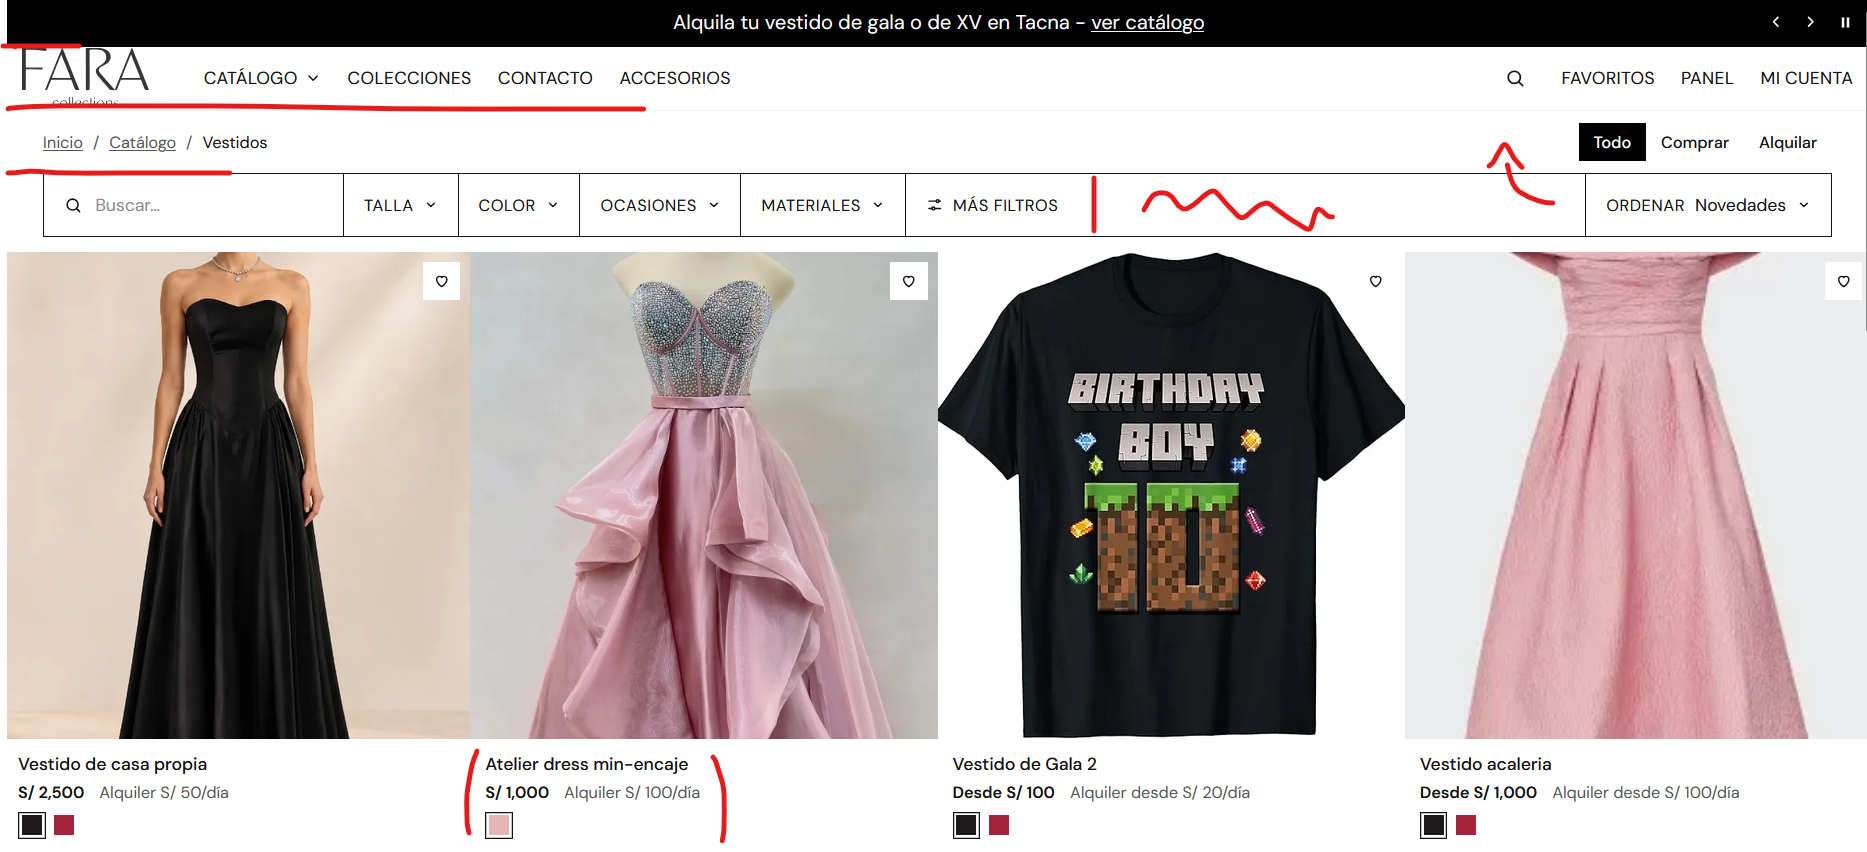 Alquila tu vestido de gala o de XV en Tacna - ver catálogo
FARA
collections
CATÁLOGO COLECCIONES CONTACTO ACCESORIOS FAVORITOS PANEL MI CUENTA
Inicio / Catálogo / Vestidos Todo Comprar Alquilar
Buscar... TALLA COLOR OCASIONES MATERIALES MÁS FILTROS ORDENAR Novedades
BIRTHDAY
BOY
10
Vestido de casa propia
S/ 2,500 Alquiler S/ 50/día
Atelier dress min-encaje
S/ 1,000 Alquiler S/ 100/día
Vestido de Gala 2
Desde S/ 100 Alquiler desde S/ 20/día
Vestido acaleria
Desde S/ 1,000 Alquiler desde S/ 100/día